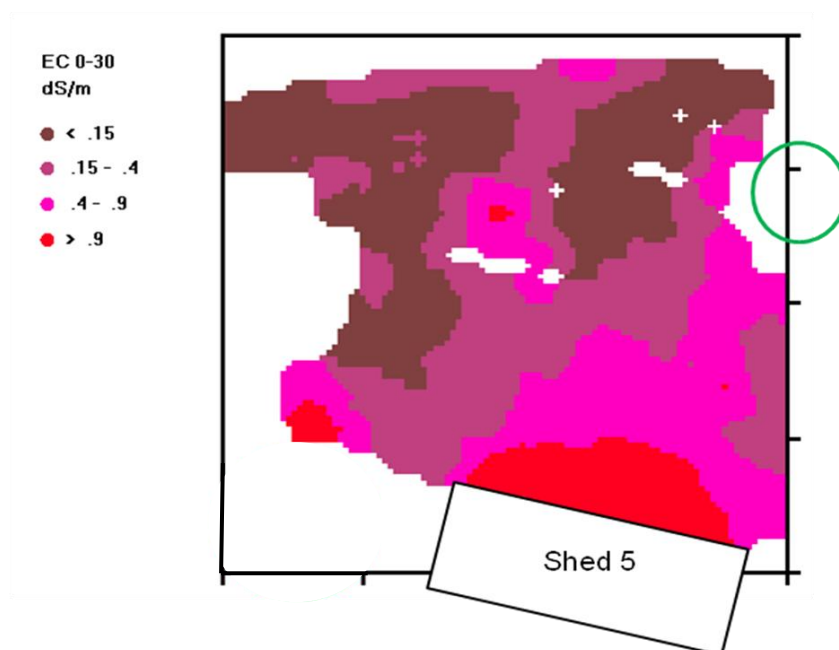 EC 0-30
dS/m
< .15
.15 - .4
.4 - .9
> .9
Shed 5